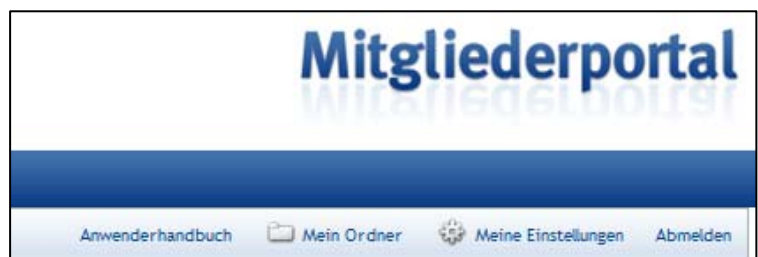 Mitgliederportal
Anwenderhandbuch Mein Ordner Meine Einstellungen Abmelden